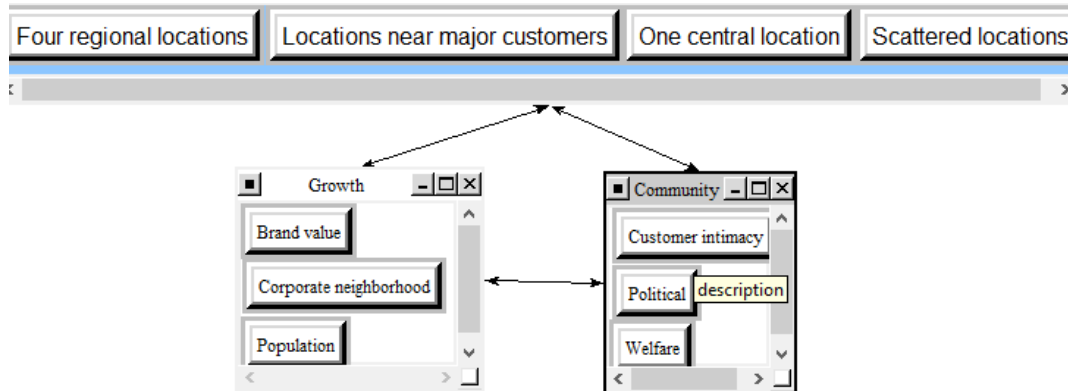 Four regional locations
Locations near major customers
One central location
Scattered locations
Growth
Brand value
Corporate neighborhood
Population
Community
Customer intimacy
Political
description
Welfare